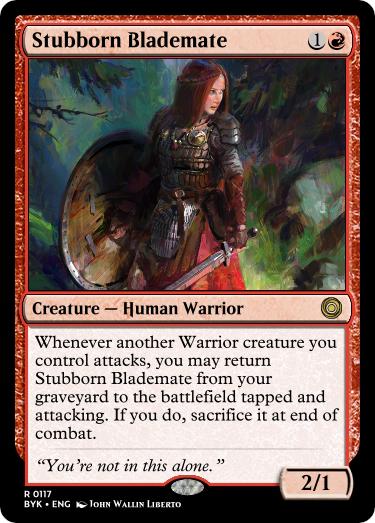 Stubborn Blademate 1
Creature — Human Warrior
Whenever another Warrior creature you
control attacks, you may return
Stubborn Blademate from your
graveyard to the battlefield tapped and
attacking. If you do, sacrifice it at end of
combat.
“You’re not in this alone.”
2/1
R 0117
BYK • ENG John Wallin Liberto